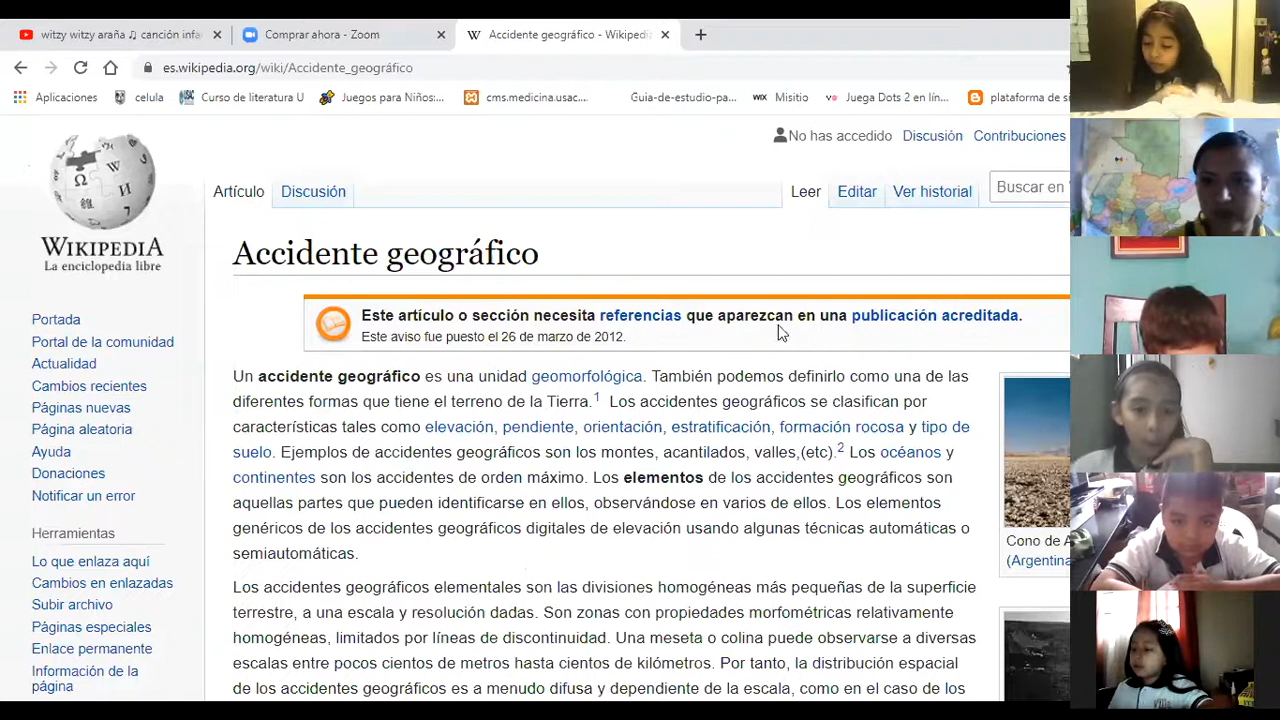 witzy witzy araña ♫ canción infa
Comprar ahora - Zoom
Accidente geográfico - Wikipedia
es.wikipedia.org/wiki/Accidente_geográfico
Aplicaciones
celula
Curso de literatura U
Juegos para Niños:...
cms.medicina.usac....
Guia-de-estudio-pa...
WIX Misitio
vo Juega Dots 2 en lín...
plataforma de si
No has accedido Discusión Contribuciones
Artículo Discusión Leer Editar Ver historial Buscar en
WIKIPEDIA
La enciclopedia libre
Portada
Portal de la comunidad
Actualidad
Cambios recientes
Páginas nuevas
Página aleatoria
Ayuda
Donaciones
Notificar un error
Herramientas
Lo que enlaza aquí
Cambios en enlazadas
Subir archivo
Páginas especiales
Enlace permanente
Información de la
página
Accidente geográfico
Este artículo o sección necesita referencias que aparezcan en una publicación acreditada.
Este aviso fue puesto el 26 de marzo de 2012.
Un accidente geográfico es una unidad geomorfológica. También podemos definirlo como una de las
diferentes formas que tiene el terreno de la Tierra.1 Los accidentes geográficos se clasifican por
características tales como elevación, pendiente, orientación, estratificación, formación rocosa y tipo de
suelo. Ejemplos de accidentes geográficos son los montes, acantilados, valles,(etc).2 Los océanos y
continentes son los accidentes de orden máximo. Los elementos de los accidentes geográficos son
aquellas partes que pueden identificarse en ellos, observándose en varios de ellos. Los elementos
genéricos de los accidentes geográficos digitales de elevación usando algunas técnicas automáticas o
semiautomáticas.
Los accidentes geográficos elementales son las divisiones homogéneas más pequeñas de la superficie
terrestre, a una escala y resolución dadas. Son zonas con propiedades morfométricas relativamente
homogéneas, limitados por líneas de discontinuidad. Una meseta o colina puede observarse a diversas
escalas entre pocos cientos de metros hasta cientos de kilómetros. Por tanto, la distribución espacial
de los accidentes geográficos es a menudo difusa y dependiente de la escala, como en el caso de los
Cono de A
(Argentina